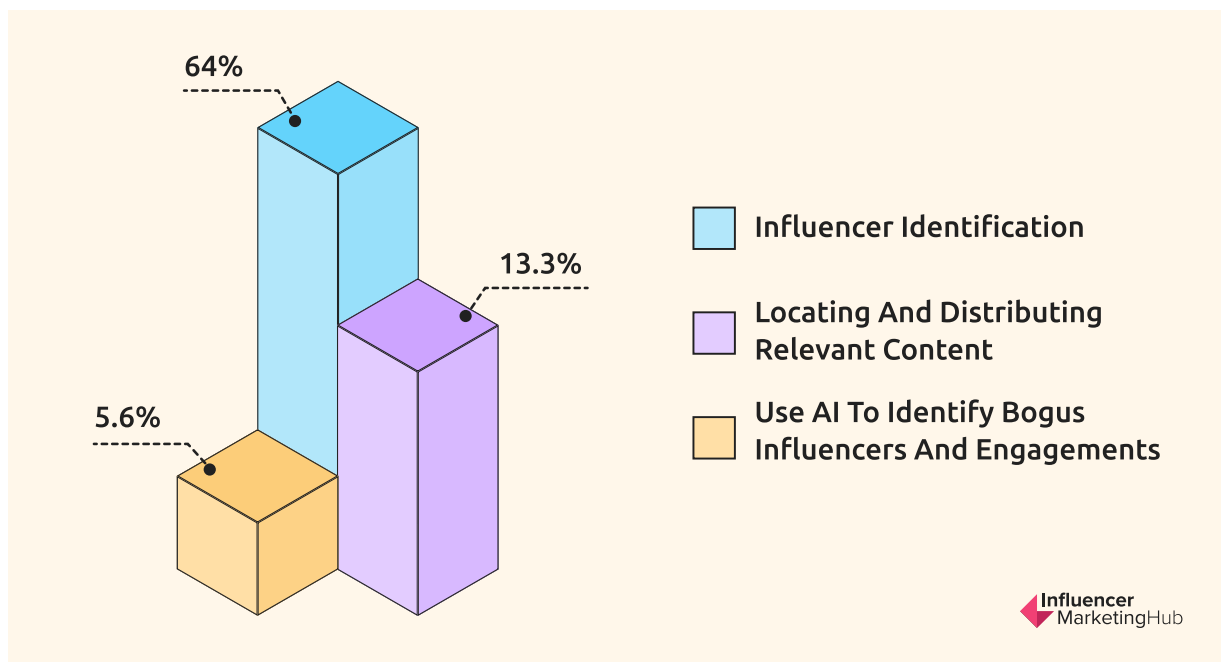 64%
13.3%
5.6%
Influencer Identification
Locating And Distributing
Relevant Content
Use AI To Identify Bogus
Influencers And Engagements
Influencer
MarketingHub